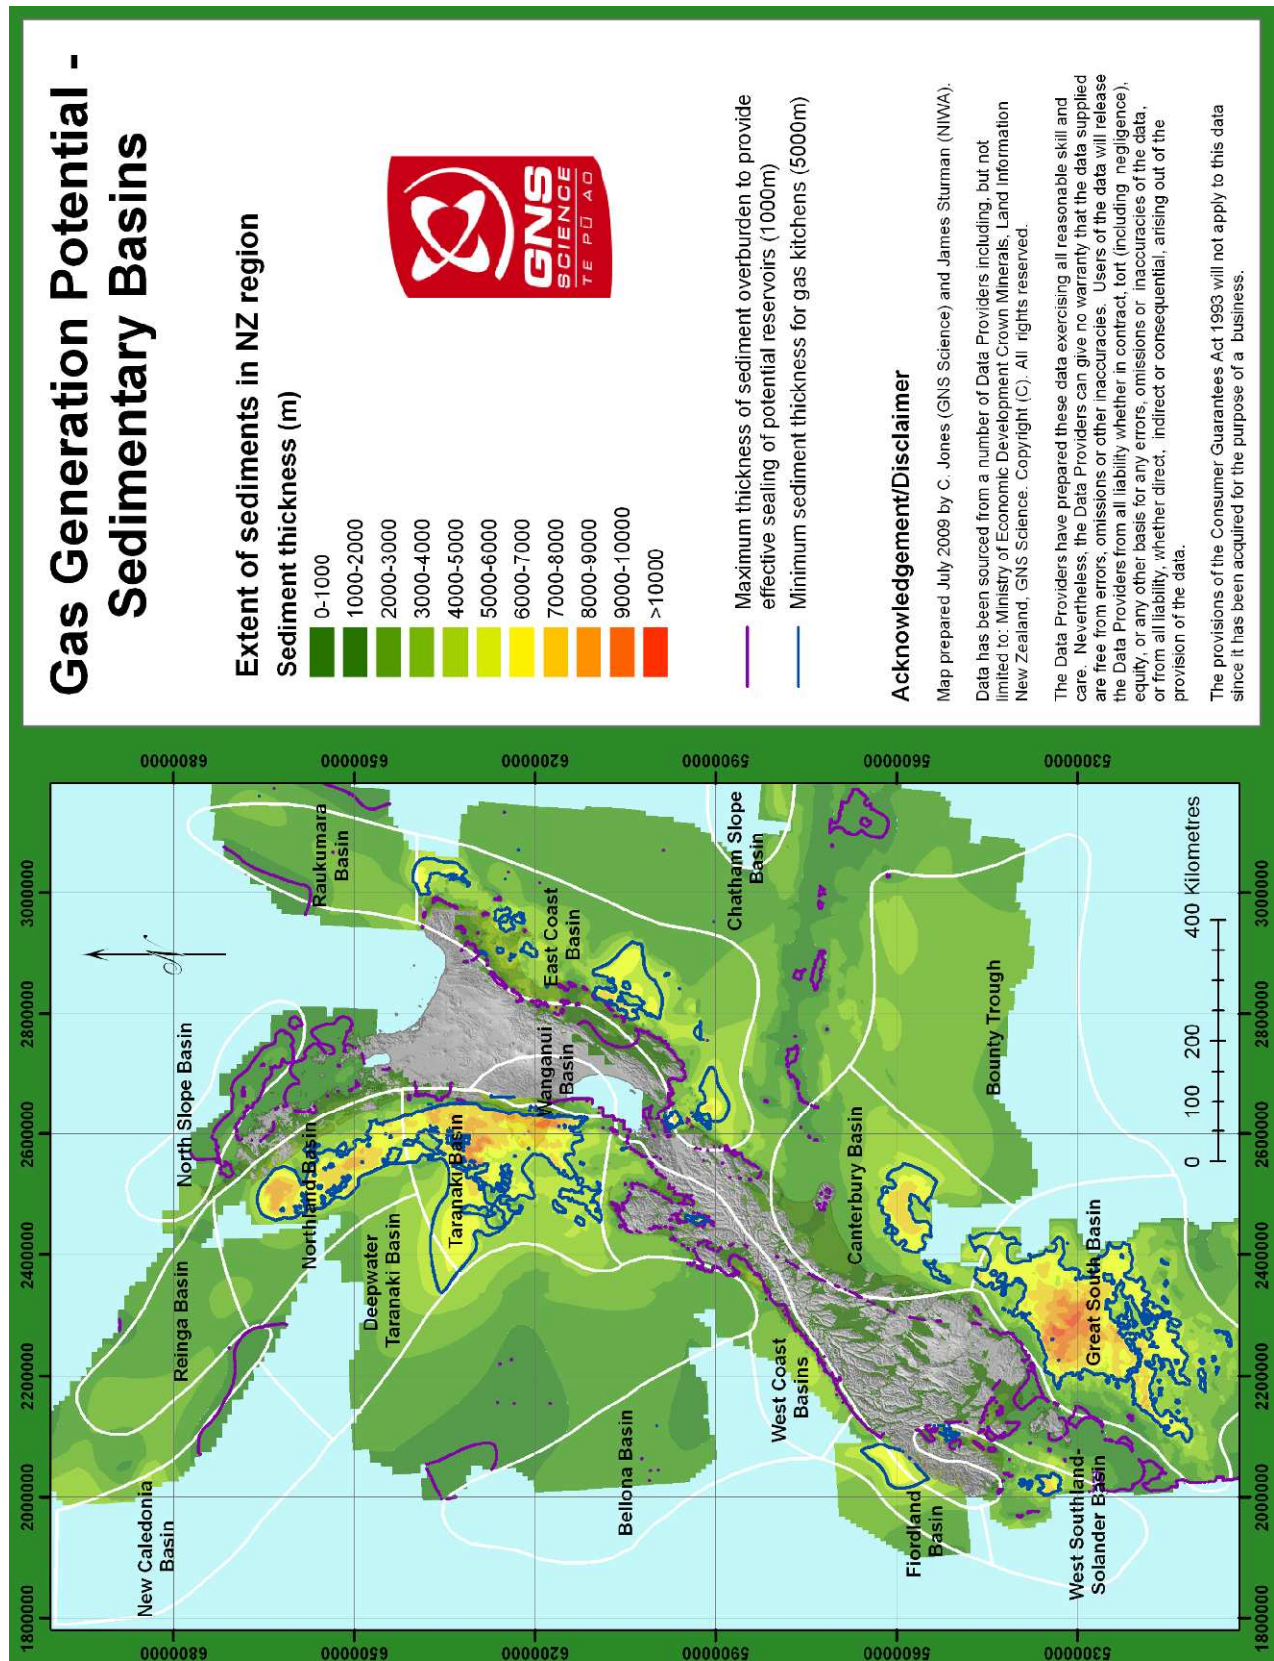 Gas Generation Potential -
Sedimentary Basins
Extent of sediments in NZ region
Sediment thickness (m)
0-1000
1000-2000
2000-3000
3000-4000
4000-5000
5000-6000
6000-7000
7000-8000
8000-9000
9000-10000
>10000
GNS
SCIENCE
TE PŪ AO
Maximum thickness of sediment overburden to provide
effective sealing of potential reservoirs (1000m)
Minimum sediment thickness for gas kitchens (5000m)
Acknowledgement/Disclaimer
Map prepared July 2009 by C. Jones (GNS Science) and James Sturman (NIWA).
Data has been sourced from a number of Data Providers including, but not
limited to: Ministry of Economic Development Crown Minerals, Land Information
New Zealand, GNS Science. Copyright (C). All rights reserved.
The Data Providers have prepared these data exercising all reasonable skill and
care. Nevertheless, the Data Providers can give no warranty that the data supplied
are free from errors, omissions or other inaccuracies. Users of the data will release
the Data Providers from all liability whether in contract, tort (including negligence),
equity, or any other basis for any errors, omissions or inaccuracies of the data,
or from all liability, whether direct, indirect or consequential, arising out of the
provision of the data.
The provisions of the Consumer Guarantees Act 1993 will not apply to this data
since it has been acquired for the purpose of a business.
1800000
2000000
2200000
2400000
2600000
2800000
3000000
6800000
6500000
6200000
5900000
5600000
5300000
6800000
6500000
6200000
5900000
5600000
5300000
New Caledonia
Basin
Reinga Basin
North Slope Basin
Northland Basin
Raukumara
Basin
Deepwater
Taranaki Basin
Taranaki Basin
Wanganui
Basin
East Coast
Basin
Bellona Basin
West Coast
Basins
Chatham Slope
Basin
Canterbury Basin
Fiordland
Basin
Bounty Trough
West Southland-
Solander Basin
Great South Basin
N
0 100 200 400 Kilometres
1800000
2000000
2200000
2400000
2600000
2800000
3000000